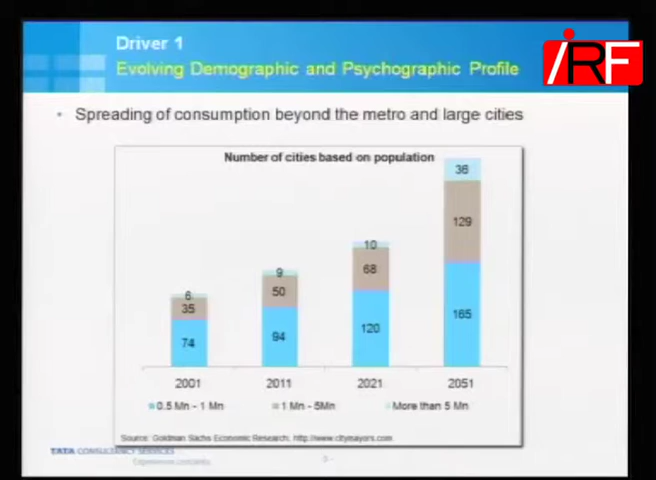 Driver 1
Evolving Demographic and Psychographic Profile
iRF
• Spreading of consumption beyond the metro and large cities
Number of cities based on population
36
129
165
10
68
120
9
50
94
6
35
74
2001 2011 2021 2051
0.5 Mn - 1 Mn 1 Mn - 5Mn More than 5 Mn
Source: Goldman Sachs Economic Research; http://www.citymayors.com
TATA CONSULTANCY SERVICES
Experience certainty.